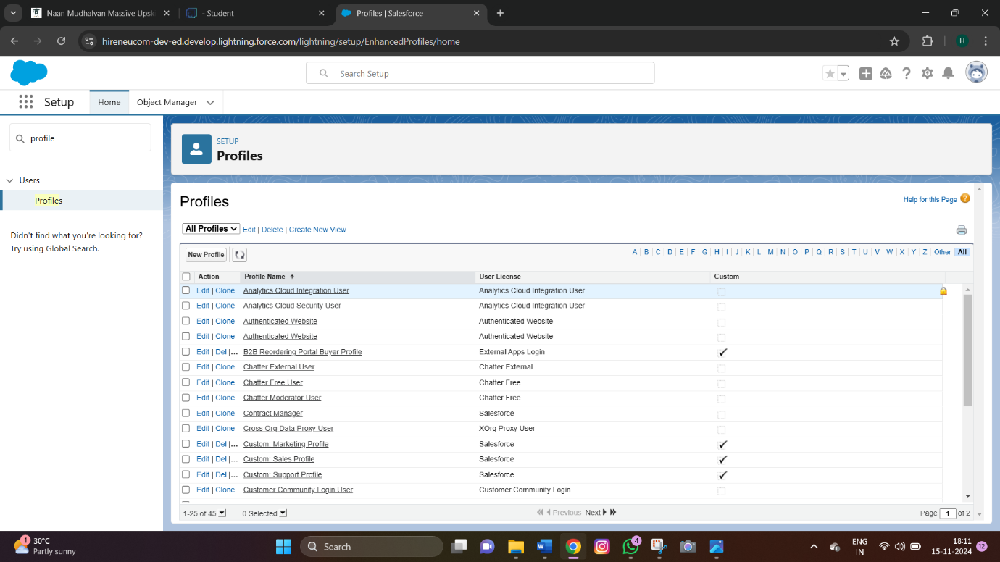 Naan Mudhalvan Massive Upski
- Student
Profiles | Salesforce
hireneucom-dev-ed.develop.lightning.force.com/lightning/setup/EnhancedProfiles/home
H
Search Setup
Setup
Home
Object Manager
profile
Users
Profiles
Didn't find what you're looking for?
Try using Global Search.
SETUP
Profiles
Profiles
Help for this Page ?
All Profiles Edit | Delete | Create New View
New Profile
A | B | C | D | E | F | G | H | I | J | K | L | M | N | O | P | Q | R | S | T | U | V | W | X | Y | Z | Other | All |
Action Profile Name User License Custom
Edit | Clone Analytics Cloud Integration User Analytics Cloud Integration User
Edit | Clone Analytics Cloud Security User Analytics Cloud Integration User
Edit | Clone Authenticated Website Authenticated Website
Edit | Clone Authenticated Website Authenticated Website
Edit | Del |... B2B Reordering Portal Buyer Profile External Apps Login
Edit | Clone Chatter External User Chatter External
Edit | Clone Chatter Free User Chatter Free
Edit | Clone Chatter Moderator User Chatter Free
Edit | Clone Contract Manager Salesforce
Edit | Clone Cross Org Data Proxy User XOrg Proxy User
Edit | Del |... Custom: Marketing Profile Salesforce
Edit | Del |... Custom: Sales Profile Salesforce
Edit | Del |... Custom: Support Profile Salesforce
Edit | Clone Customer Community Login User Customer Community Login
1-25 of 45 0 Selected Previous Next Page 1 of 2
1
30°C
Partly sunny
Search
4
ENG
IN
18:11
15-11-2024
12